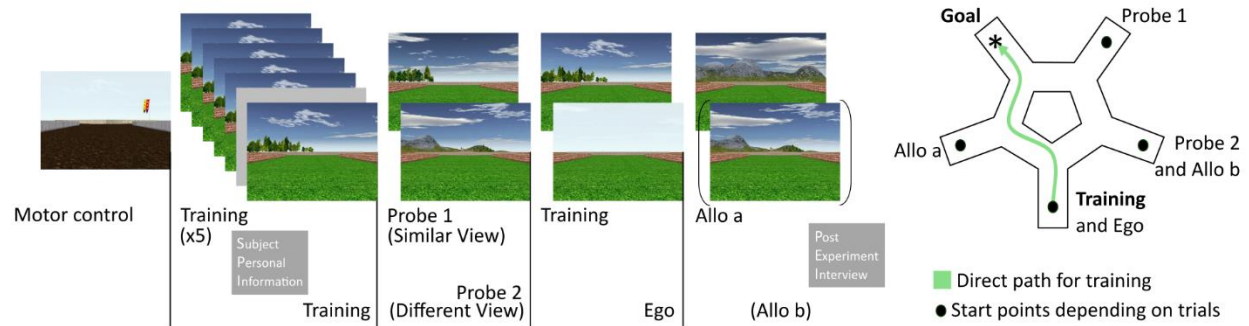 Motor control
Training
(x5)
Subject
Personal
Information
Training
Probe 1
(Similar View)
Probe 2
(Different View)
Training
Ego
Allo a
Post
Experiment
Interview
(Allo b)
Goal
*
Probe 1
Allo a
Probe 2
and Allo b
Training
and Ego
Direct path for training
Start points depending on trials